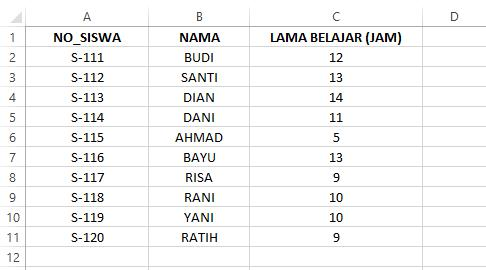 A B C D
1 NO_SISWA NAMA LAMA BELAJAR (JAM)
2 S-111 BUDI 12
3 S-112 SANTI 13
4 S-113 DIAN 14
5 S-114 DANI 11
6 S-115 AHMAD 5
7 S-116 BAYU 13
8 S-117 RISA 9
9 S-118 RANI 10
10 S-119 YANI 10
11 S-120 RATIH 9
12